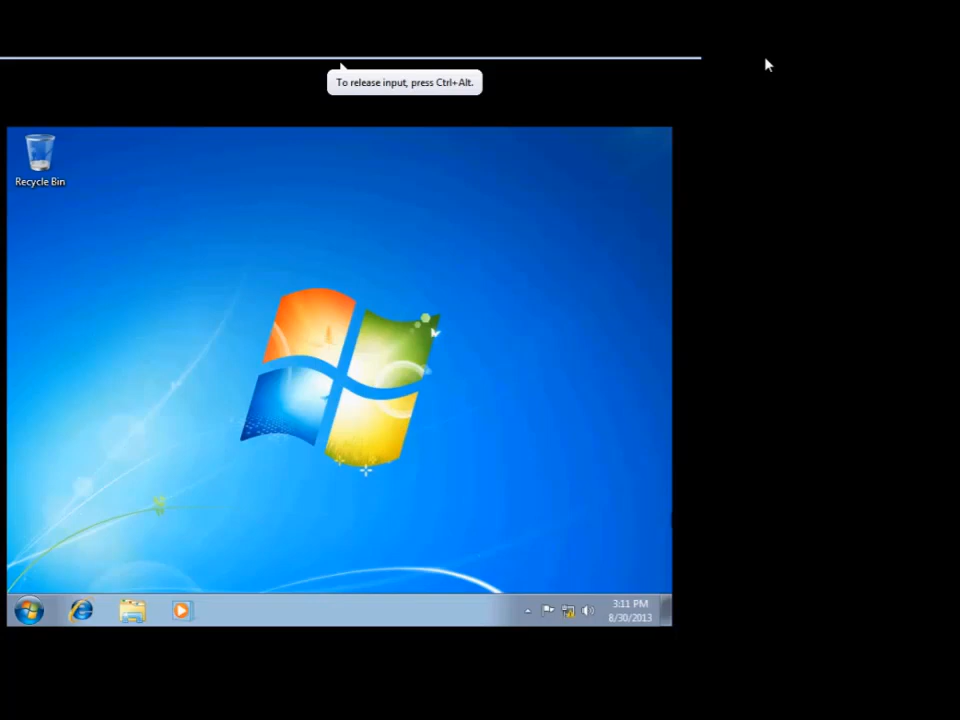 To release input, press Ctrl+Alt.
Recycle Bin
3:11 PM
8/30/2013